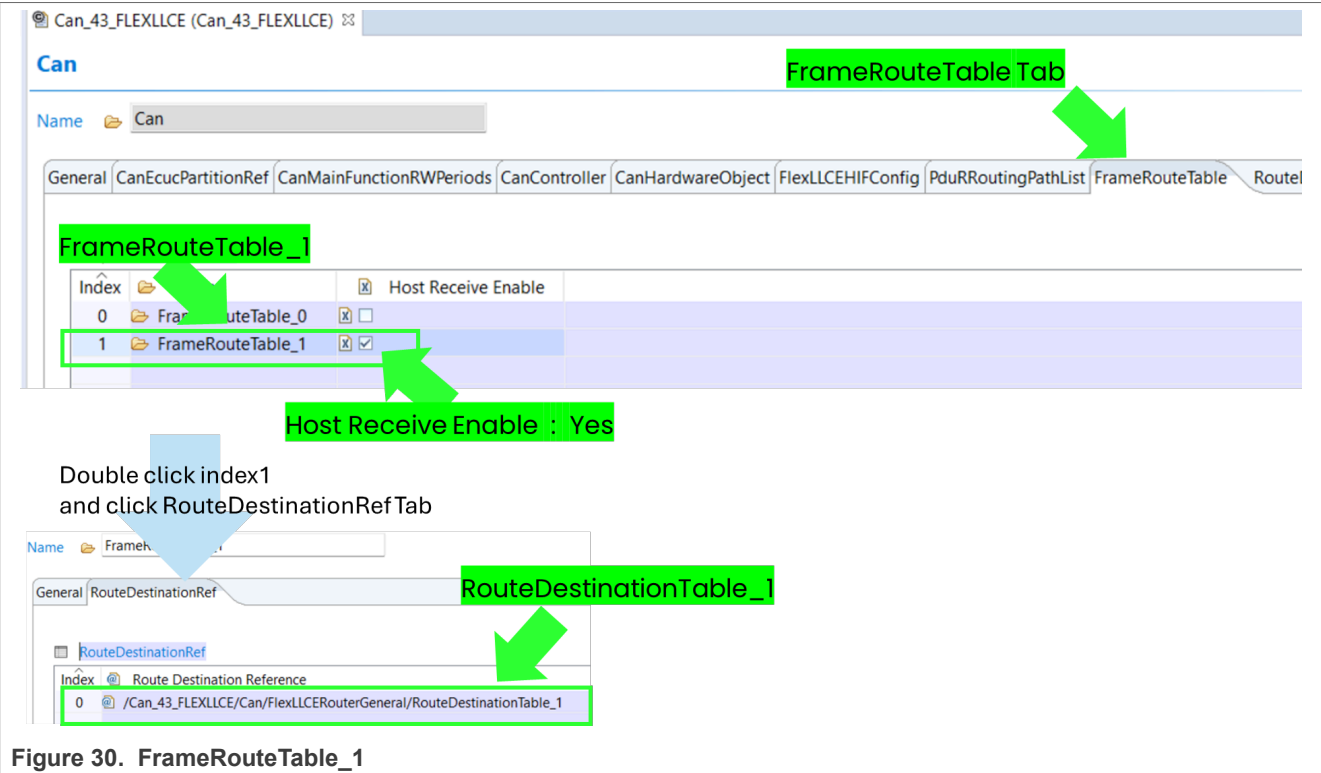 Can_43_FLEXLLCE (Can_43_FLEXLLCE)
Can
FrameRouteTable Tab
Name Can
General CanEcucPartitionRef CanMainFunctionRWPeriods CanController CanHardwareObject FlexLLCEHIFConfig PduRRoutingPathList FrameRouteTable
FrameRouteTable_1
Index Host Receive Enable
0 FrameRouteTable_0
1 FrameRouteTable_1
Host Receive Enable : Yes
Double click index1
and click RouteDestinationRef Tab
Name
General RouteDestinationRef
RouteDestinationTable_1
RouteDestinationRef
Index Route Destination Reference
0 /Can_43_FLEXLLCE/Can/FlexLLCERouterGeneral/RouteDestinationTable_1
Figure 30. FrameRouteTable_1